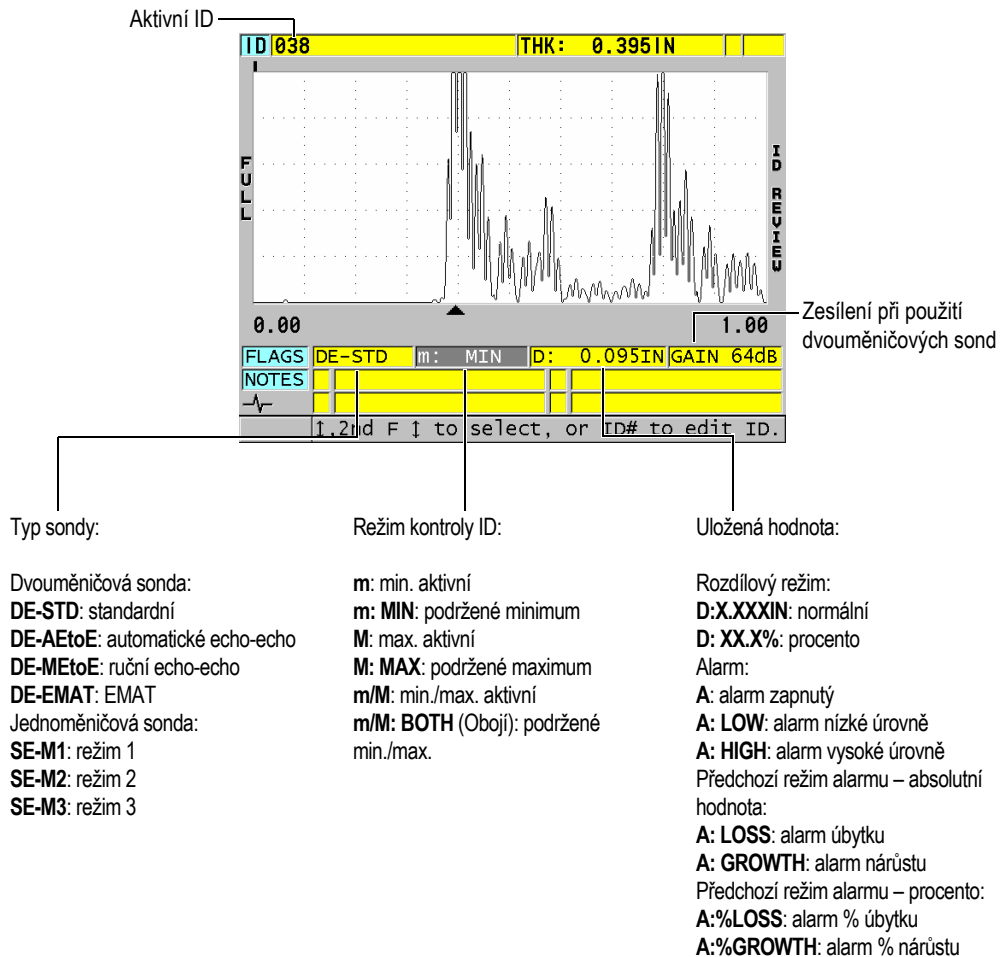 Aktivní ID
ID 038 THK: 0.395IN
FULL
ID REVIEW
0.00 1.00
Zesílení při použití
dvouměničových sond
FLAGS DE-STD m: MIN D: 0.095IN GAIN 64dB
NOTES
↕,2nd F ↕ to select, or ID# to edit ID.
Typ sondy:
Dvouměničová sonda:
DE-STD: standardní
DE-AEtoE: automatické echo-echo
DE-MEtoE: ruční echo-echo
DE-EMAT: EMAT
Jednoměničová sonda:
SE-M1: režim 1
SE-M2: režim 2
SE-M3: režim 3
Režim kontroly ID:
m: min. aktivní
m: MIN: podržené minimum
M: max. aktivní
M: MAX: podržené maximum
m/M: min./max. aktivní
m/M: BOTH (Obojí): podržené
min./max.
Uložená hodnota:
Rozdílový režim:
D:X.XXXIN: normální
D: XX.X%: procento
Alarm:
A: alarm zapnutý
A: LOW: alarm nízké úrovně
A: HIGH: alarm vysoké úrovně
Předchozí režim alarmu – absolutní
hodnota:
A: LOSS: alarm úbytku
A: GROWTH: alarm nárůstu
Předchozí režim alarmu – procento:
A:%LOSS: alarm % úbytku
A:%GROWTH: alarm % nárůstu